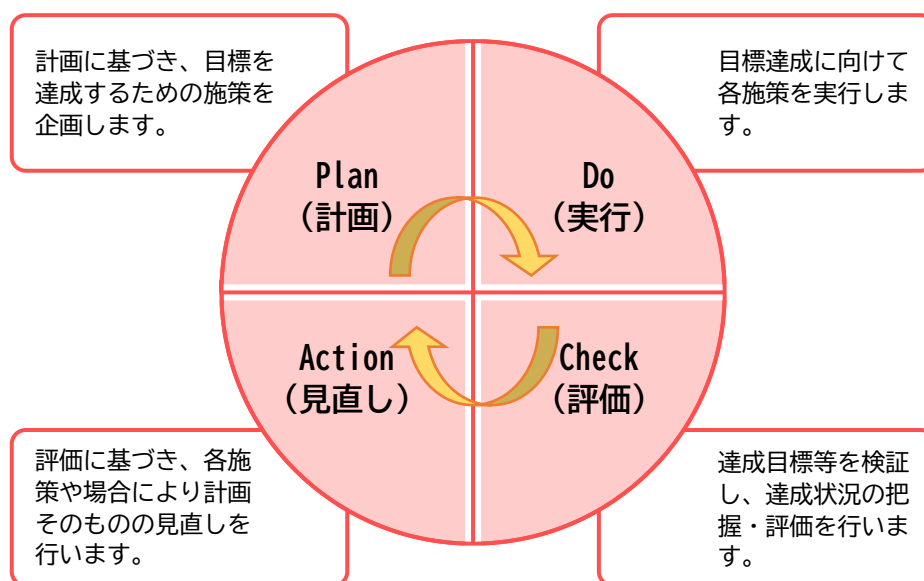 計画に基づき、目標を
達成するための施策を
企画します。
目標達成に向けて
各施策を実行しま
す。
Plan
（計画）
Do
（実行）
Action
（見直し）
Check
（評価）
評価に基づき、各施
策や場合により計画
そのものの見直しを
行います。
達成目標等を検証
し、達成状況の把
握・評価を行いま
す。